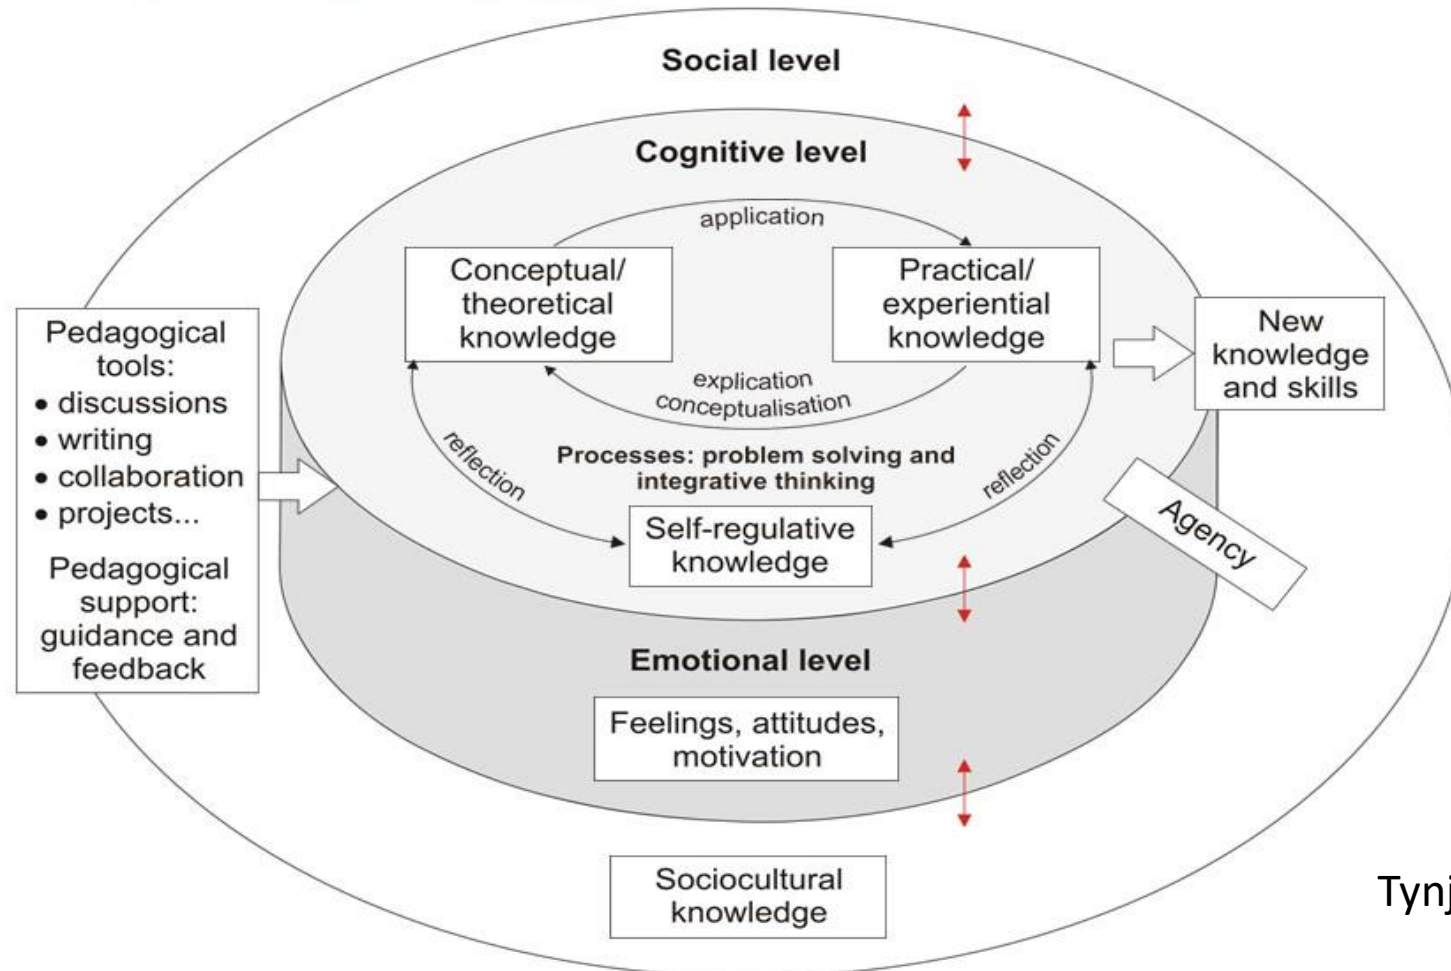 Social level
Cognitive level
application
Conceptual/
theoretical
knowledge
Practical/
experiential
knowledge
explication
conceptualisation
reflection
reflection
Processes: problem solving and
integrative thinking
Self-regulative
knowledge
Pedagogical
tools:
• discussions
• writing
• collaboration
• projects...
Pedagogical
support:
guidance and
feedback
New
knowledge
and skills
Agency
Emotional level
Feelings, attitudes,
motivation
Sociocultural
knowledge